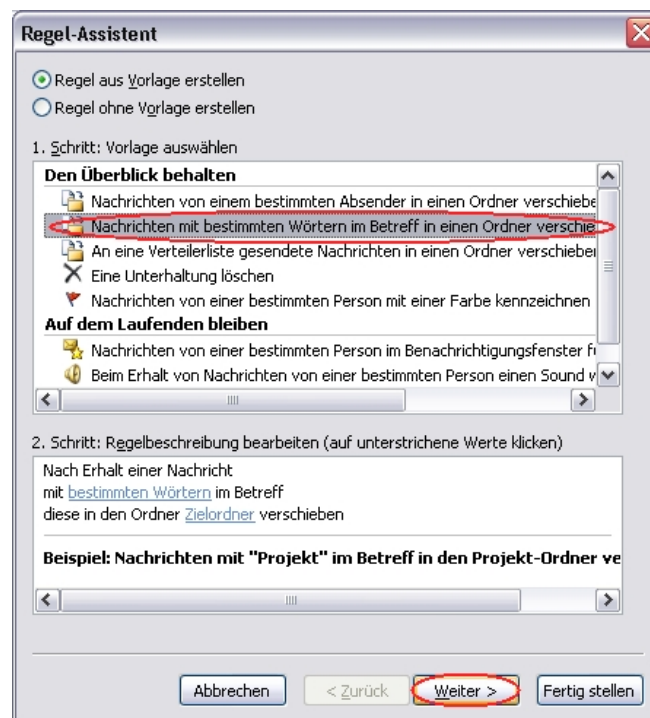 Regel-Assistent
Regel aus Vorlage erstellen
Regel ohne Vorlage erstellen
1. Schritt: Vorlage auswählen
Den Überblick behalten
Nachrichten von einem bestimmten Absender in einen Ordner verschiebe
Nachrichten mit bestimmten Wörtern im Betreff in einen Ordner verschie
An eine Verteilerliste gesendete Nachrichten in einen Ordner verschieben
Eine Unterhaltung löschen
Nachrichten von einer bestimmten Person mit einer Farbe kennzeichnen
Auf dem Laufenden bleiben
Nachrichten von einer bestimmten Person im Benachrichtigungsfenster
Beim Erhalt von Nachrichten von einer bestimmten Person einen Sound
2. Schritt: Regelbeschreibung bearbeiten (auf unterstrichene Werte klicken)
Nach Erhalt einer Nachricht
mit bestimmten Wörtern im Betreff
diese in den Ordner Zielordner verschieben
Beispiel: Nachrichten mit "Projekt" im Betreff in den Projekt-Ordner ve
Abbrechen
< Zurück
Weiter >
Fertig stellen